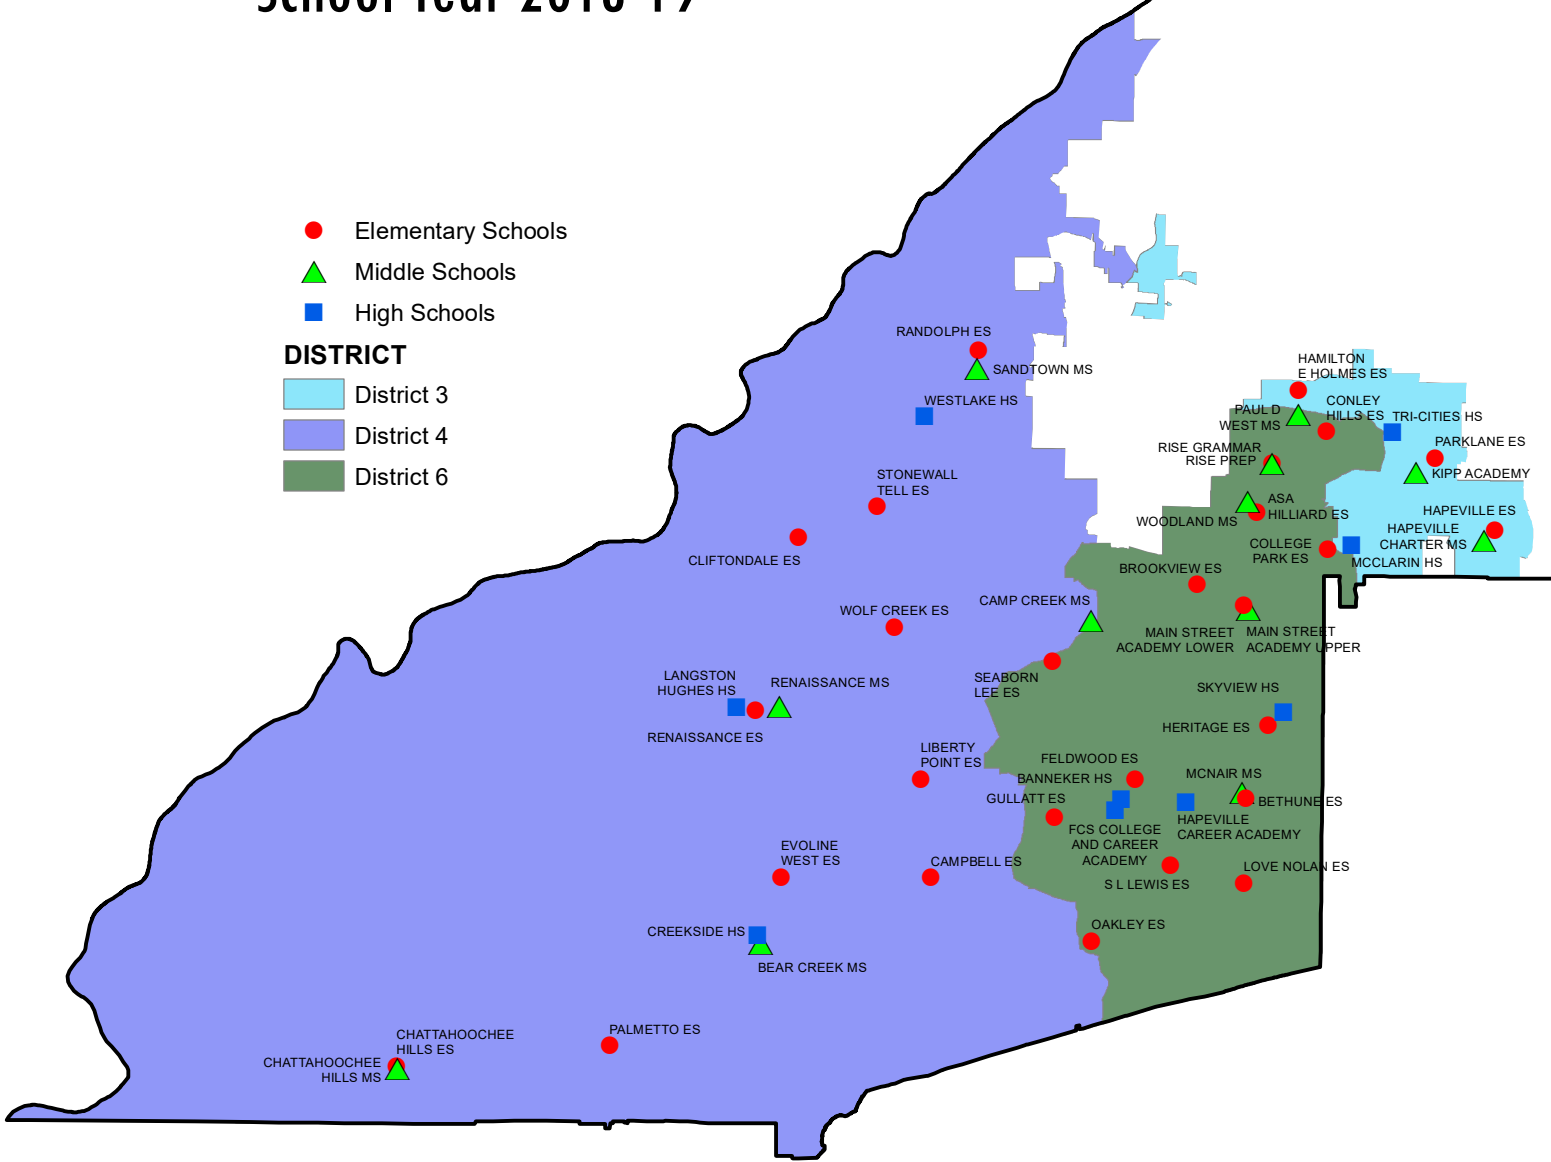 School Year 2018-19
Elementary Schools
Middle Schools
High Schools
DISTRICT
District 3
District 4
District 6
RANDOLPH ES
SANDTOWN MS
WESTLAKE HS
HAMILTON
E HOLMES ES
PAUL D
WEST MS
CONLEY
HILLS ES
TRI-CITIES HS
PARKLANE ES
RISE GRAMMAR
RISE PREP
KIPP ACADEMY
STONEWALL
TELL ES
ASA
HILLIARD ES
WOODLAND MS
HAPEVILLE ES
HAPEVILLE
CHARTER MS
COLLEGE
PARK ES
MCCLARIN HS
CLIFTONDALE ES
BROOKVIEW ES
CAMP CREEK MS
WOLF CREEK ES
MAIN STREET
ACADEMY LOWER
MAIN STREET
ACADEMY UPPER
LANGSTON
HUGHES HS
RENAISSANCE MS
SEABORN
LEE ES
SKYVIEW HS
HERITAGE ES
RENAISSANCE ES
LIBERTY
POINT ES
FELDWOOD ES
BANNEKER HS
MCNAIR MS
GULLATT ES
BETHUNE ES
HAPEVILLE
CAREER ACADEMY
FCS COLLEGE
AND CAREER
ACADEMY
EVOLINE
WEST ES
CAMPBELL ES
LOVE NOLAN ES
S L LEWIS ES
OAKLEY ES
CREEKSIDE HS
BEAR CREEK MS
PALMETTO ES
CHATTAHOOCHEE
HILLS ES
CHATTAHOOCHEE
HILLS MS